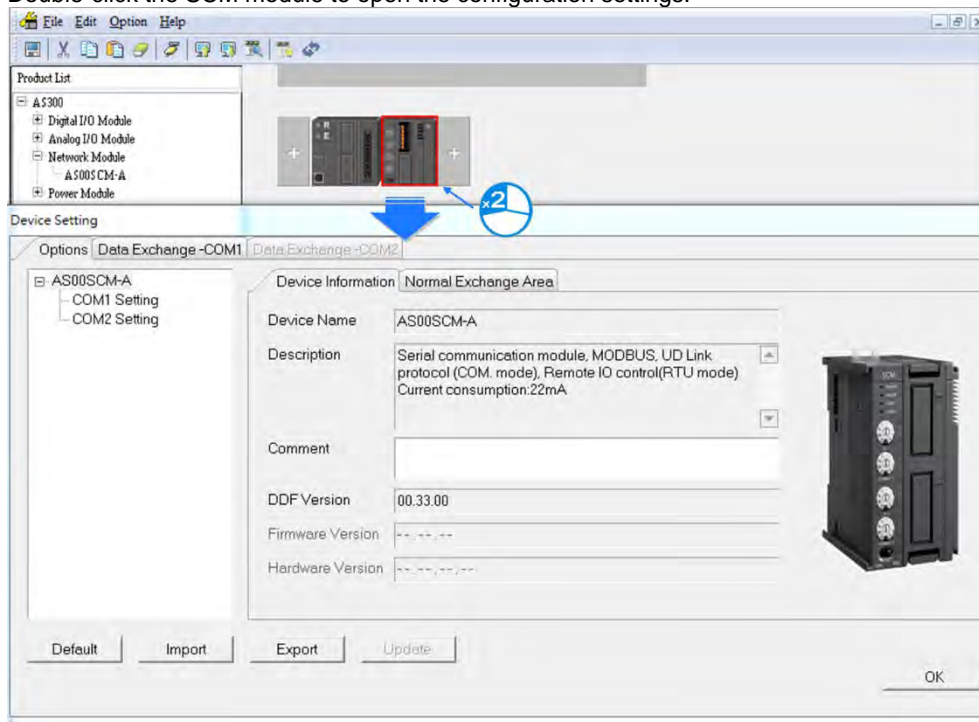 Double-click the SCM module to open the configuration settings.
File Edit Option Help
Product List
AS300
Digital I/O Module
Analog I/O Module
Network Module
AS00SCM-A
Power Module
x2
Device Setting
Options Data Exchange -COM1 Data Exchange -COM2
AS00SCM-A
COM1 Setting
COM2 Setting
Device Information Normal Exchange Area
Device Name AS00SCM-A
Description Serial communication module, MODBUS, UD Link
protocol (COM. mode), Remote IO control(RTU mode)
Current consumption:22mA
Comment
DDF Version 00.33.00
Firmware Version --.--.--
Hardware Version --.--.--.--
SCM
Default Import Export Update
OK